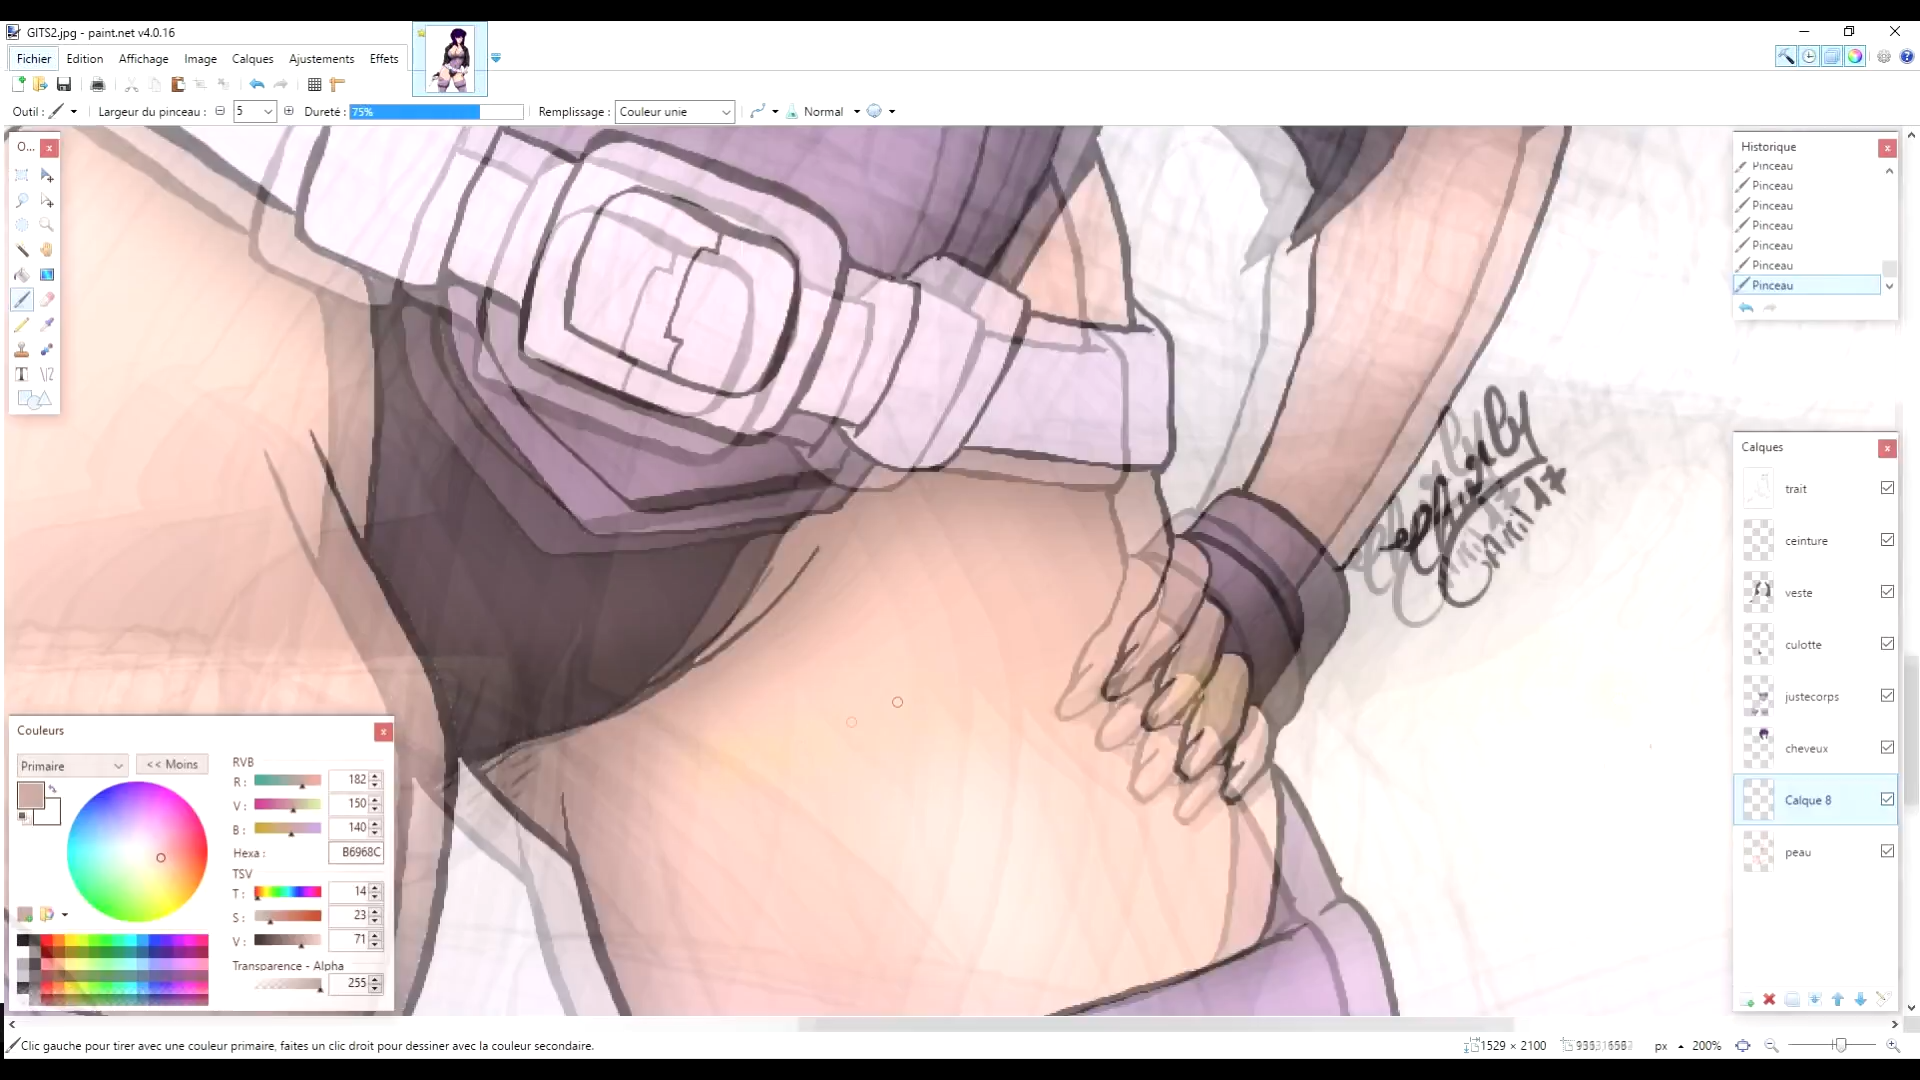 GITS2.jpg - paint.net v4.0.16
Fichier Edition Affichage Image Calques Ajustements Effets
Outil : Largeur du pinceau : 5 Dureté : 75% Remplissage : Couleur unie Normal
O...
Historique
Pinceau
Pinceau
Pinceau
Pinceau
Pinceau
Pinceau
Pinceau
Calques
trait
ceinture
veste
culotte
justecorps
cheveux
Calque 8
peau
Couleurs
Primaire << Moins
RVB
R : 182
V : 150
B : 140
Hexa : B6968C
TSV
T : 14
S : 23
V : 71
Transparence - Alpha
255
Clic gauche pour tirer avec une couleur primaire, faites un clic droit pour dessiner avec la couleur secondaire.
1529 × 2100 px 200%